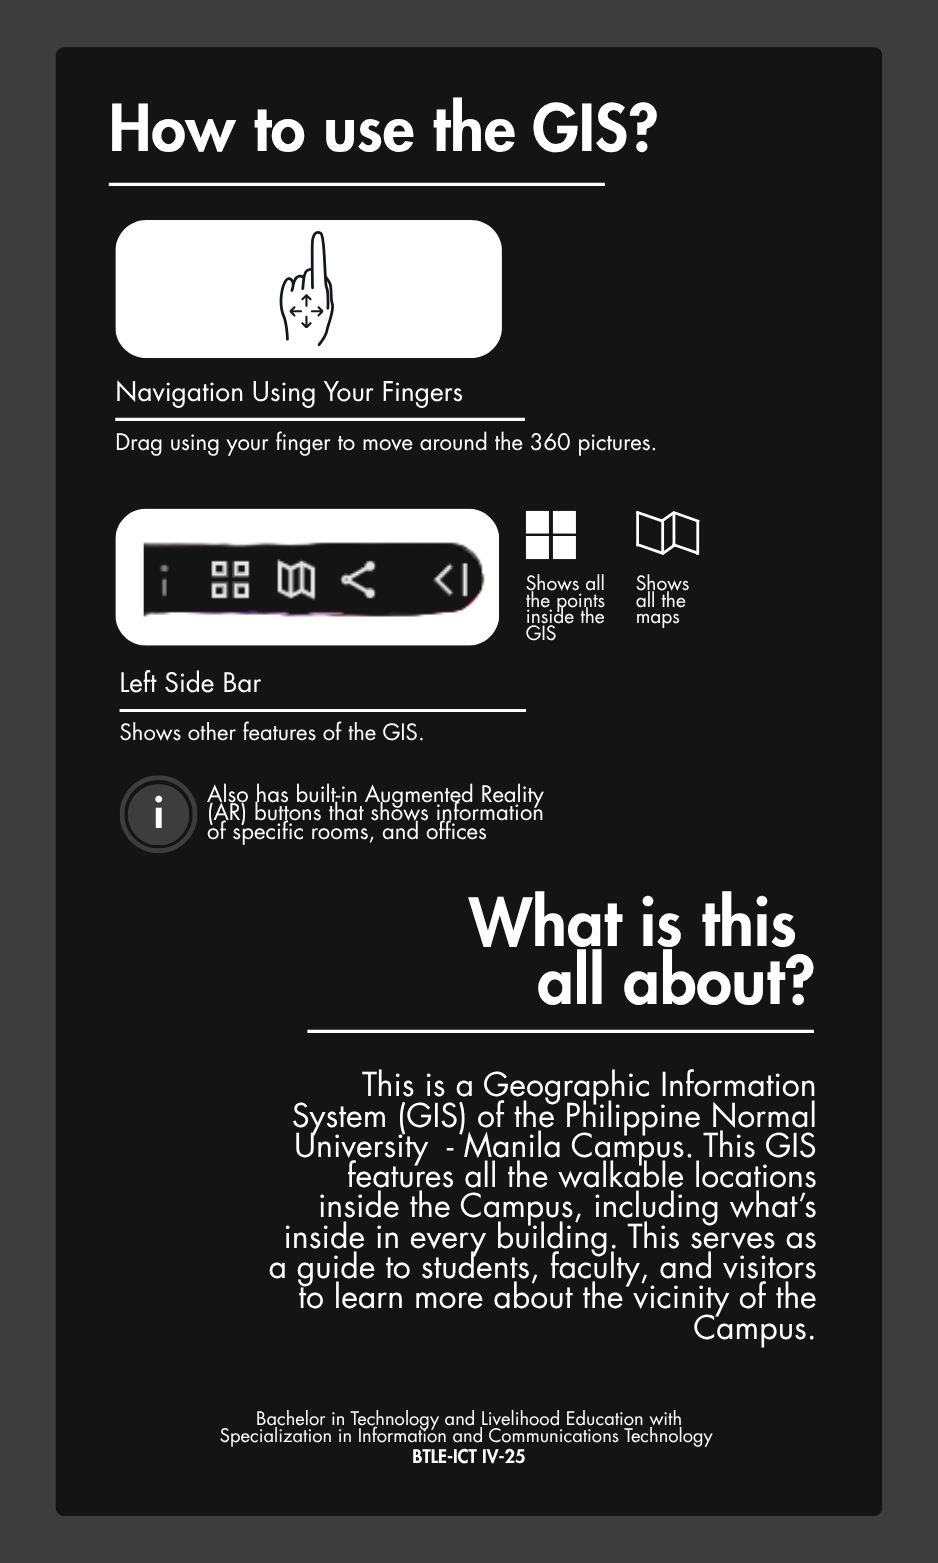 How to use the GIS?
Navigation Using Your Fingers
Drag using your finger to move around the 360 pictures.
Shows all
the points
inside the
GIS
Shows
all the
maps
Left Side Bar
Shows other features of the GIS.
i
Also has built-in Augmented Reality
(AR) buttons that shows information
of specific rooms, and offices
What is this
all about?
This is a Geographic Information
System (GIS) of the Philippine Normal
University - Manila Campus. This GIS
features all the walkable locations
inside the Campus, including what’s
inside in every building. This serves as
a guide to students, faculty, and visitors
to learn more about the vicinity of the
Campus.
Bachelor in Technology and Livelihood Education with
Specialization in Information and Communications Technology
BTLE-ICT IV-25